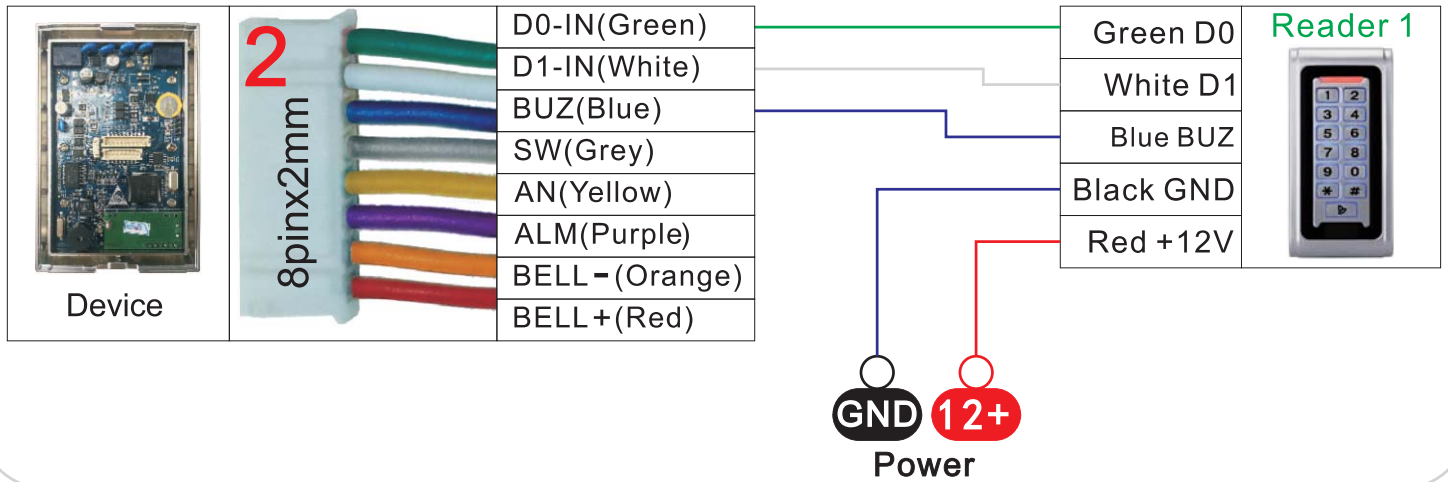 2
8pinx2mm
Device
D0-IN(Green)
D1-IN(White)
BUZ(Blue)
SW(Grey)
AN(Yellow)
ALM(Purple)
BELL-(Orange)
BELL+(Red)
Green D0
White D1
Blue BUZ
Black GND
Red +12V
Reader 1
1 2
3 4
5 6
7 8
9 0
* #
GND 12+
Power